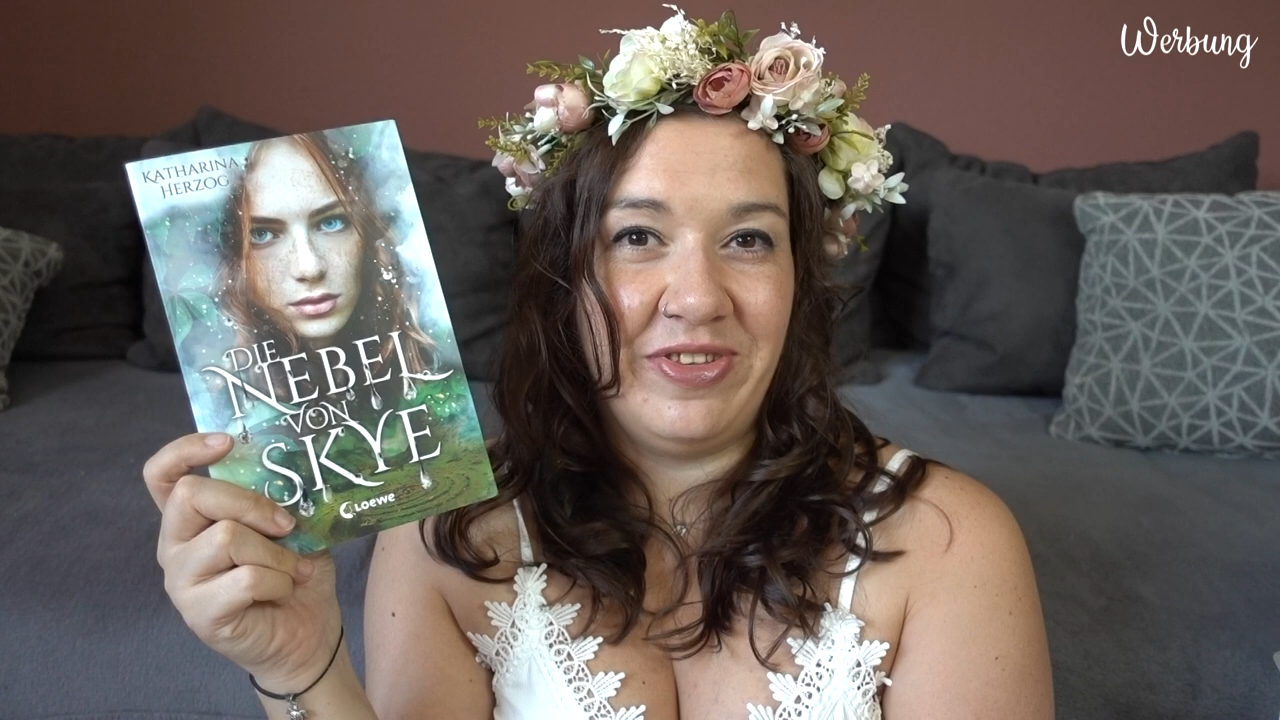 Werbung
KATHARINA
HERZOG
DIE
NEBEL
VON
SKYE
Loewe